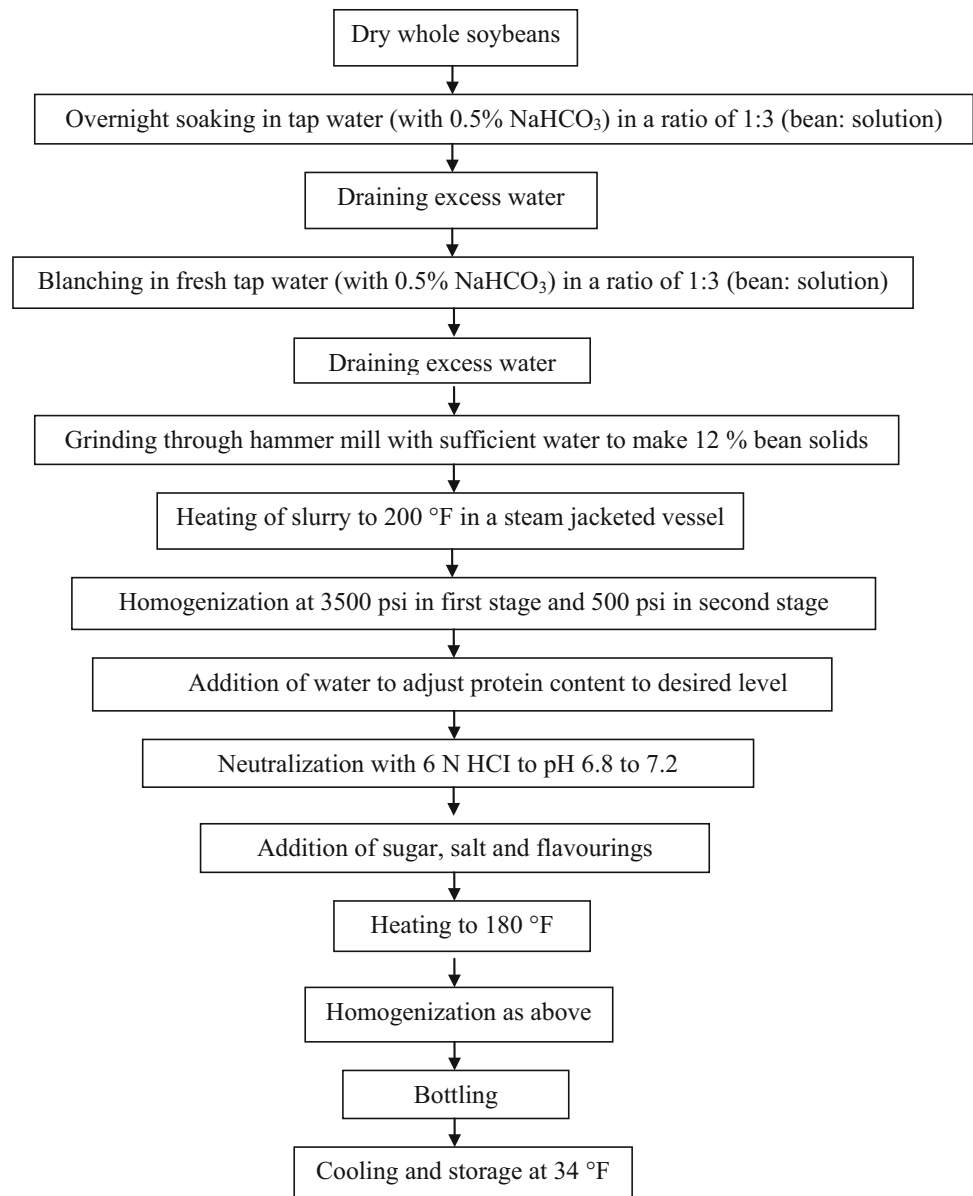 Dry whole soybeans
Overnight soaking in tap water (with 0.5% NaHCO₃) in a ratio of 1:3 (bean: solution)
Draining excess water
Blanching in fresh tap water (with 0.5% NaHCO₃) in a ratio of 1:3 (bean: solution)
Draining excess water
Grinding through hammer mill with sufficient water to make 12 % bean solids
Heating of slurry to 200 °F in a steam jacketed vessel
Homogenization at 3500 psi in first stage and 500 psi in second stage
Addition of water to adjust protein content to desired level
Neutralization with 6 N HCI to pH 6.8 to 7.2
Addition of sugar, salt and flavourings
Heating to 180 °F
Homogenization as above
Bottling
Cooling and storage at 34 °F